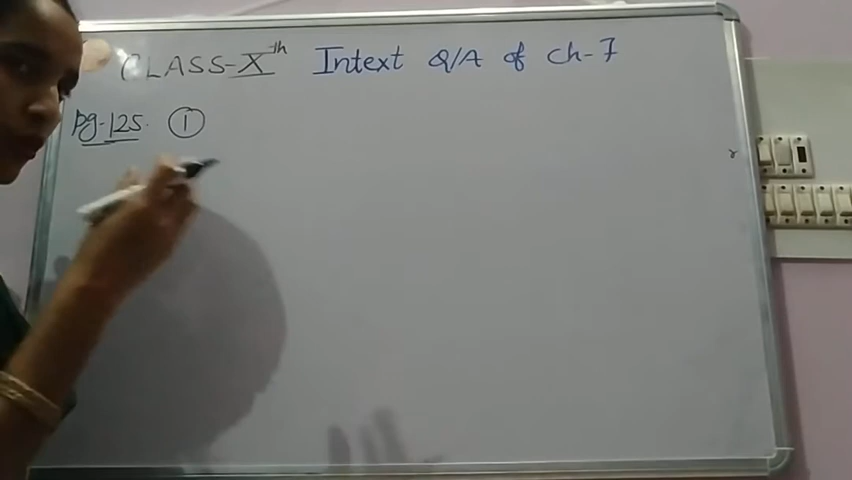 CLASS-Xth Intext Q/A of Ch-7
Pg-125. ①